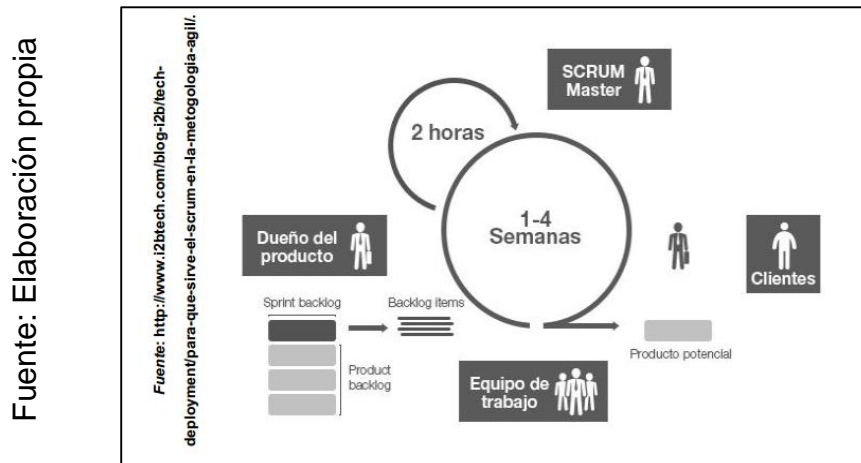 Fuente: Elaboración propia
Fuente: http://www.i2btech.com/blog-i2b/tech-
deployment/para-que-sirve-el-scrum-en-la-metogologia-agil/.
SCRUM
Master
2 horas
1-4
Semanas
Dueño del
producto
Clientes
Sprint backlog
Backlog items
Product
backlog
Producto potencial
Equipo de
trabajo